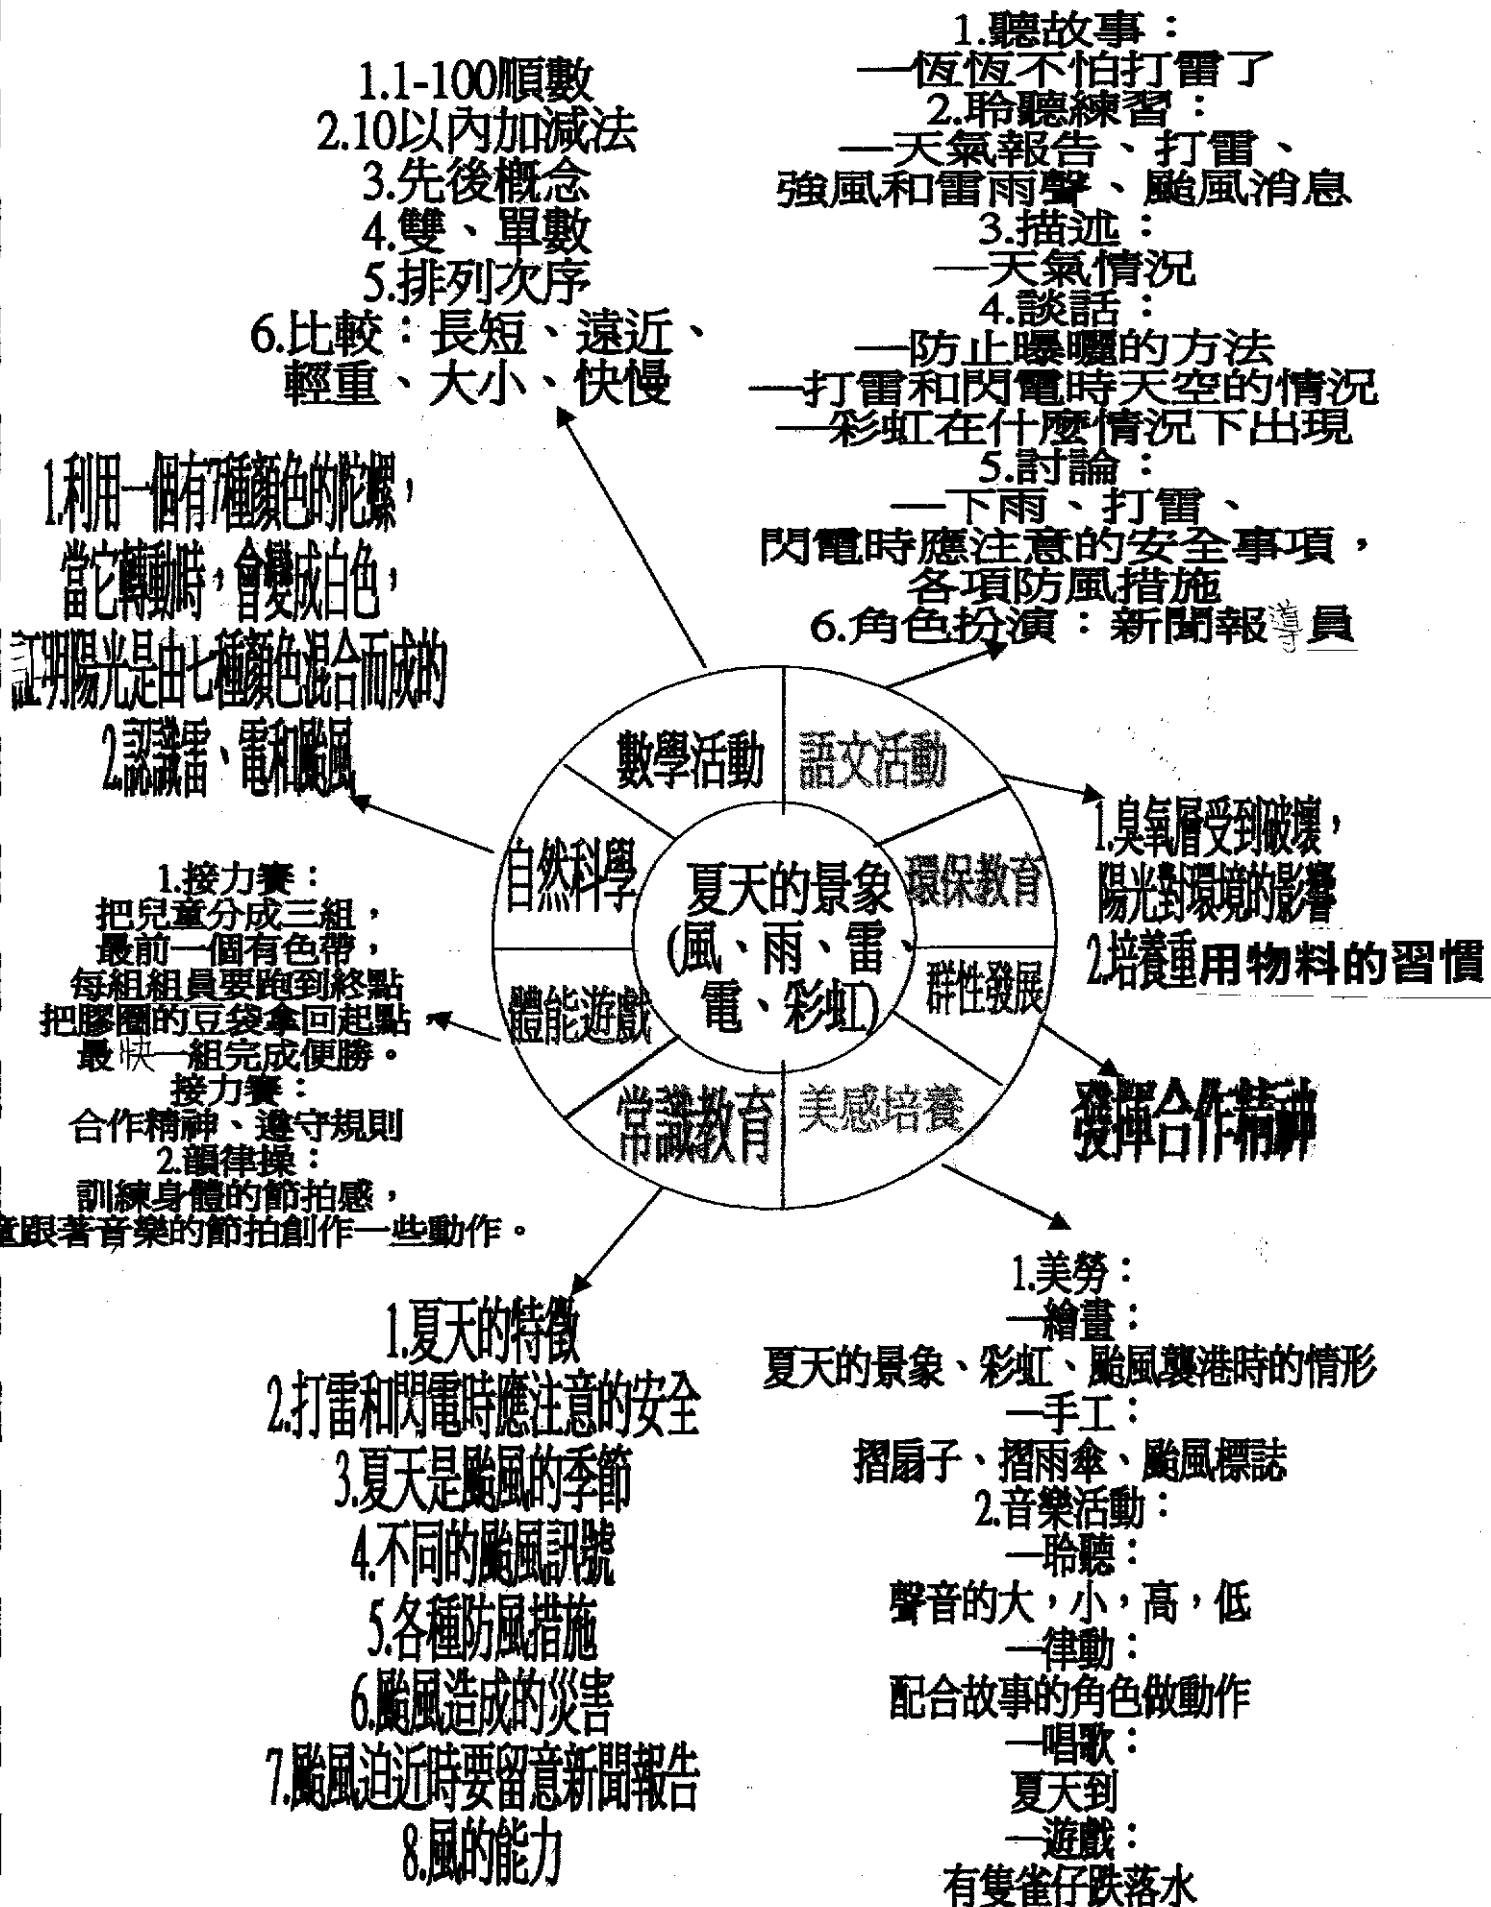 1.1-100順數
2.10以內加減法
3.先後概念
4.雙、單數
5.排列次序
6.比較：長短、遠近、
輕重、大小、快慢
1.聽故事：
—恆恆不怕打雷了
2.聆聽練習：
—天氣報告、打雷、
強風和雷雨聲、颱風消息
3.描述：
—天氣情況
4.談話：
—防止曝曬的方法
—打雷和閃電時天空的情況
—彩虹在什麼情況下出現
5.討論：
—下雨、打雷、
閃電時應注意的安全事項，
各項防風措施
6.角色扮演：新聞報導員
1.利用一個有7種顏色的陀螺，
當它轉動時，會變成白色，
証明陽光是由七種顏色混合而成的
2.認識雷、電和颱風
數學活動
語文活動
自然科學
環保教育
夏天的景象
(風、雨、雷、
電、彩虹)
體能遊戲
群性發展
常識教育
美感培養
1.臭氧層受到破壞，
陽光對環境的影響
2.培養重用物料的習慣
1.接力賽：
把兒童分成三組，
最前一個有色帶，
每組組員要跑到終點
把膠圈的豆袋拿回起點，
最快一組完成便勝。
接力賽：
合作精神、遵守規則
2.韻律操：
訓練身體的節拍感，
童跟著音樂的節拍創作一些動作。
發揮合作精神
1.夏天的特徵
2.打雷和閃電時應注意的安全
3.夏天是颱風的季節
4.不同的颱風訊號
5.各種防風措施
6.颱風造成的災害
7.颱風迫近時要留意新聞報告
8.風的能力
1.美勞：
—繪畫：
夏天的景象、彩虹、颱風襲港時的情形
—手工：
摺扇子、摺雨傘、颱風標誌
2.音樂活動：
—聆聽：
聲音的大，小，高，低
—律動：
配合故事的角色做動作
—唱歌：
夏天到
—遊戲：
有隻雀仔跌落水